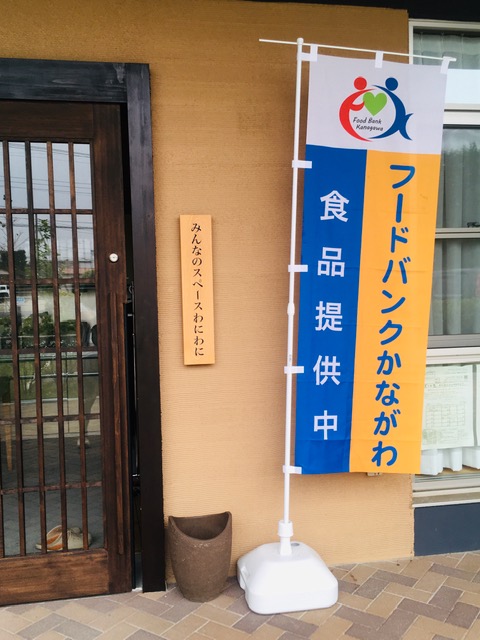 Food Bank
Kanagawa
フードバンクかながわ
食品提供中
みんなのスペースわにわに